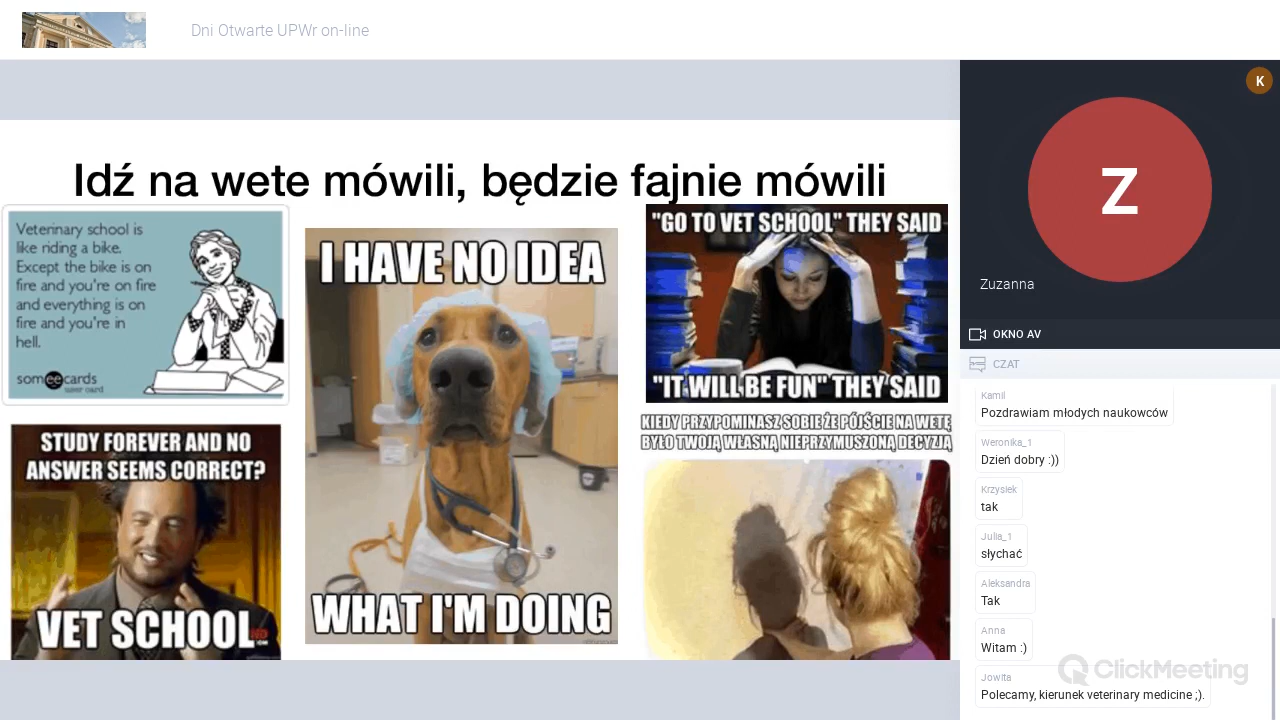 Dni Otwarte UPWr on-line
Idź na wete mówili, będzie fajnie mówili
Veterinary school is
like riding a bike.
Except the bike is on
fire and you're on fire
and everything is on
fire and you're in
hell.
someecards
user card
STUDY FOREVER AND NO
ANSWER SEEMS CORRECT?
VET SCHOOL
I HAVE NO IDEA
WHAT I'M DOING
"GO TO VET SCHOOL" THEY SAID
"IT WILL BE FUN" THEY SAID
KIEDY PRZYPOMINASZ SOBIE ŻE PÓJŚCIE NA WETĘ
BYŁO TWOJĄ WŁASNĄ NIEPRZYMUSZONĄ DECYZJĄ
K
Z
Zuzanna
OKNO AV
CZAT
Kamil
Pozdrawiam młodych naukowców
Weronika_1
Dzień dobry :))
Krzysiek
tak
Julia_1
słychać
Aleksandra
Tak
Anna
Witam :)
Jowita
Polecamy, kierunek veterinary medicine ;).
ClickMeeting